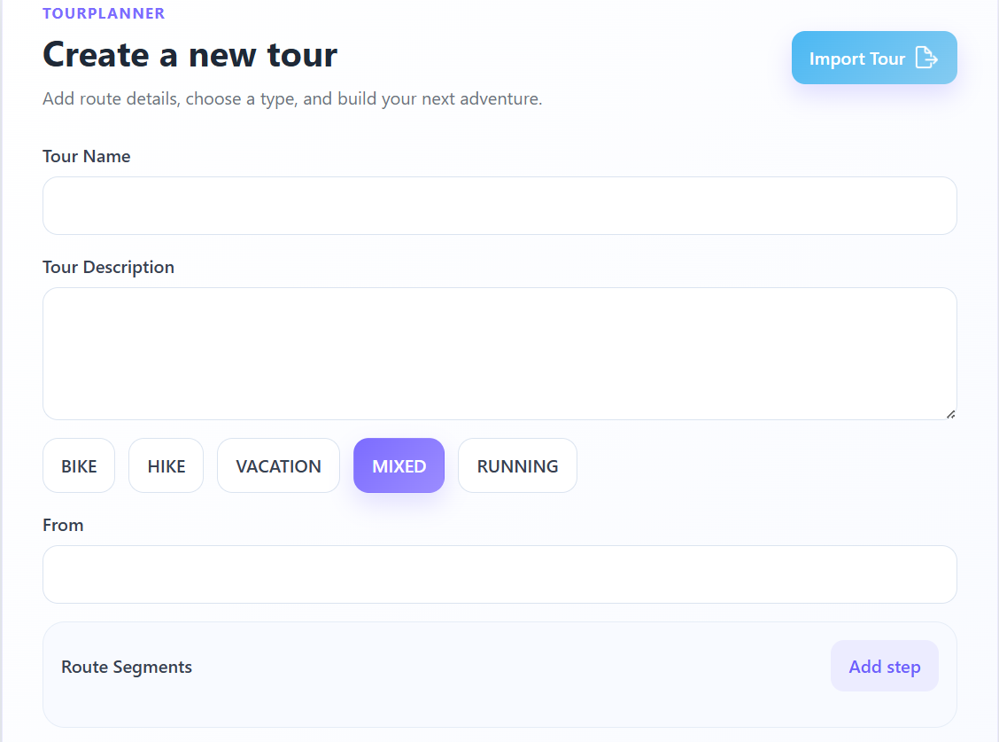 TOURPLANNER
Create a new tour
Import Tour
Add route details, choose a type, and build your next adventure.
Tour Name
Tour Description
BIKE
HIKE
VACATION
MIXED
RUNNING
From
Route Segments
Add step